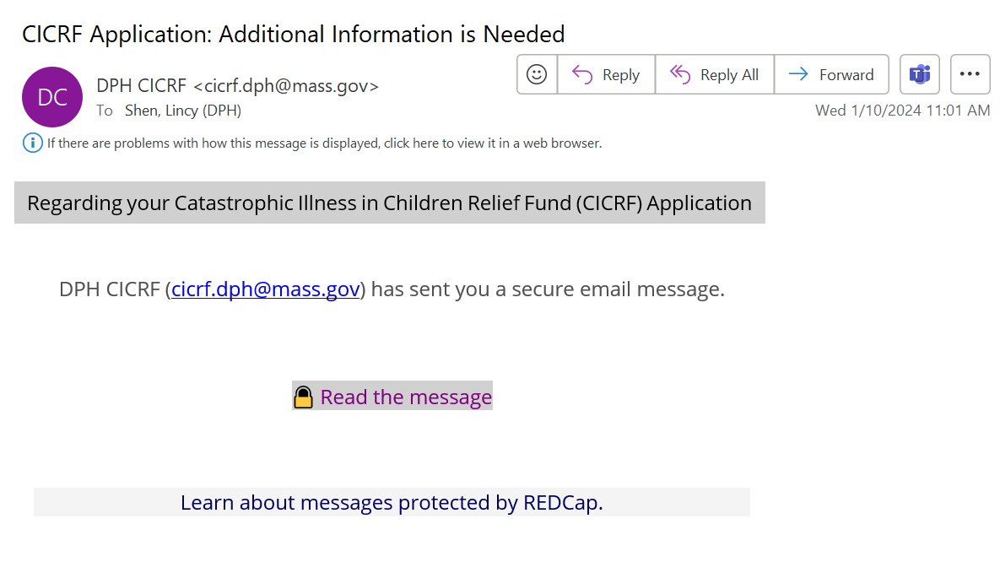 CICRF Application: Additional Information is Needed
DC
DPH CICRF <cicrf.dph@mass.gov>
To Shen, Lincy (DPH)
Reply
Reply All
Forward
Wed 1/10/2024 11:01 AM
If there are problems with how this message is displayed, click here to view it in a web browser.
Regarding your Catastrophic Illness in Children Relief Fund (CICRF) Application
DPH CICRF (cicrf.dph@mass.gov) has sent you a secure email message.
Read the message
Learn about messages protected by REDCap.